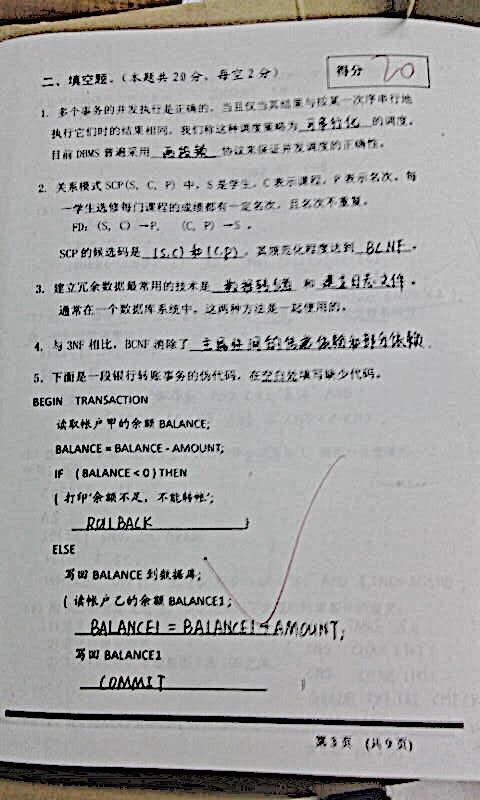 二、填空题。(本题共20分，每空2分)
得分 20
1. 多个事务的并发执行是正确的，当且仅当其结果与按某一次序串行地
执行它们时的结果相同，我们称这种调度策略为 可串行化 的调度，
目前 DBMS 普遍采用 两段锁 协议来保证并发调度的正确性。
2. 关系模式 SCP(S, C, P) 中，S 是学生，C 表示课程，P 表示名次，每
一学生选修每门课程的成绩都有一定名次，且名次不重复。
FD: (S, C) →P, (C, P) →S 。
SCP 的候选码是 (S,C) 和 (C,P) ，其规范化程度达到 BCNF 。
3. 建立冗余数据最常用的技术是 数据转储 和 建立日志文件 。
通常在一个数据库系统中，这两种方法是一起使用的。
4. 与 3NF 相比，BCNF 消除了 主属性间的传递依赖和部分依赖
5. 下面是一段银行转账事务的伪代码，在空白处填写缺少代码。
BEGIN TRANSACTION
读取帐户甲的余额 BALANCE;
BALANCE = BALANCE - AMOUNT;
IF (BALANCE < 0) THEN
{ 打印'余额不足，不能转帐';
ROLLBACK }
ELSE
写回 BALANCE 到数据库;
{ 读帐户乙的余额 BALANCE1;
BALANCE1 = BALANCE1 + AMOUNT;
写回 BALANCE1
COMMIT }
第 3 页 (共 9 页)